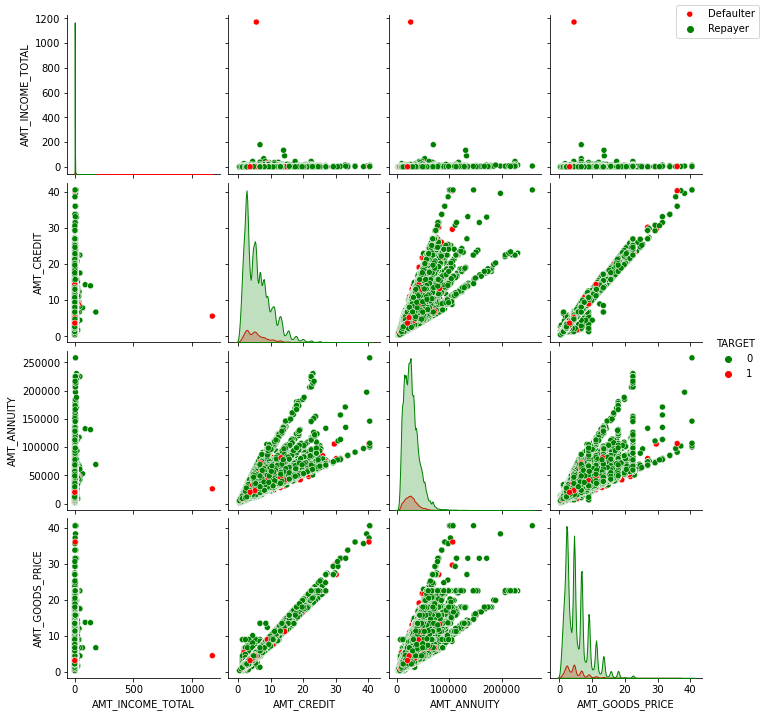 Defaulter
Repayer
1200
1000
800
600
400
200
0
AMT_INCOME_TOTAL
40
30
20
10
0
AMT_CREDIT
250000
200000
150000
100000
50000
0
AMT_ANNUITY
TARGET
0
1
40
30
20
10
0
AMT_GOODS_PRICE
0 500 1000
0 10 20 30 40
0 100000 200000
0 10 20 30 40
AMT_INCOME_TOTAL
AMT_CREDIT
AMT_ANNUITY
AMT_GOODS_PRICE